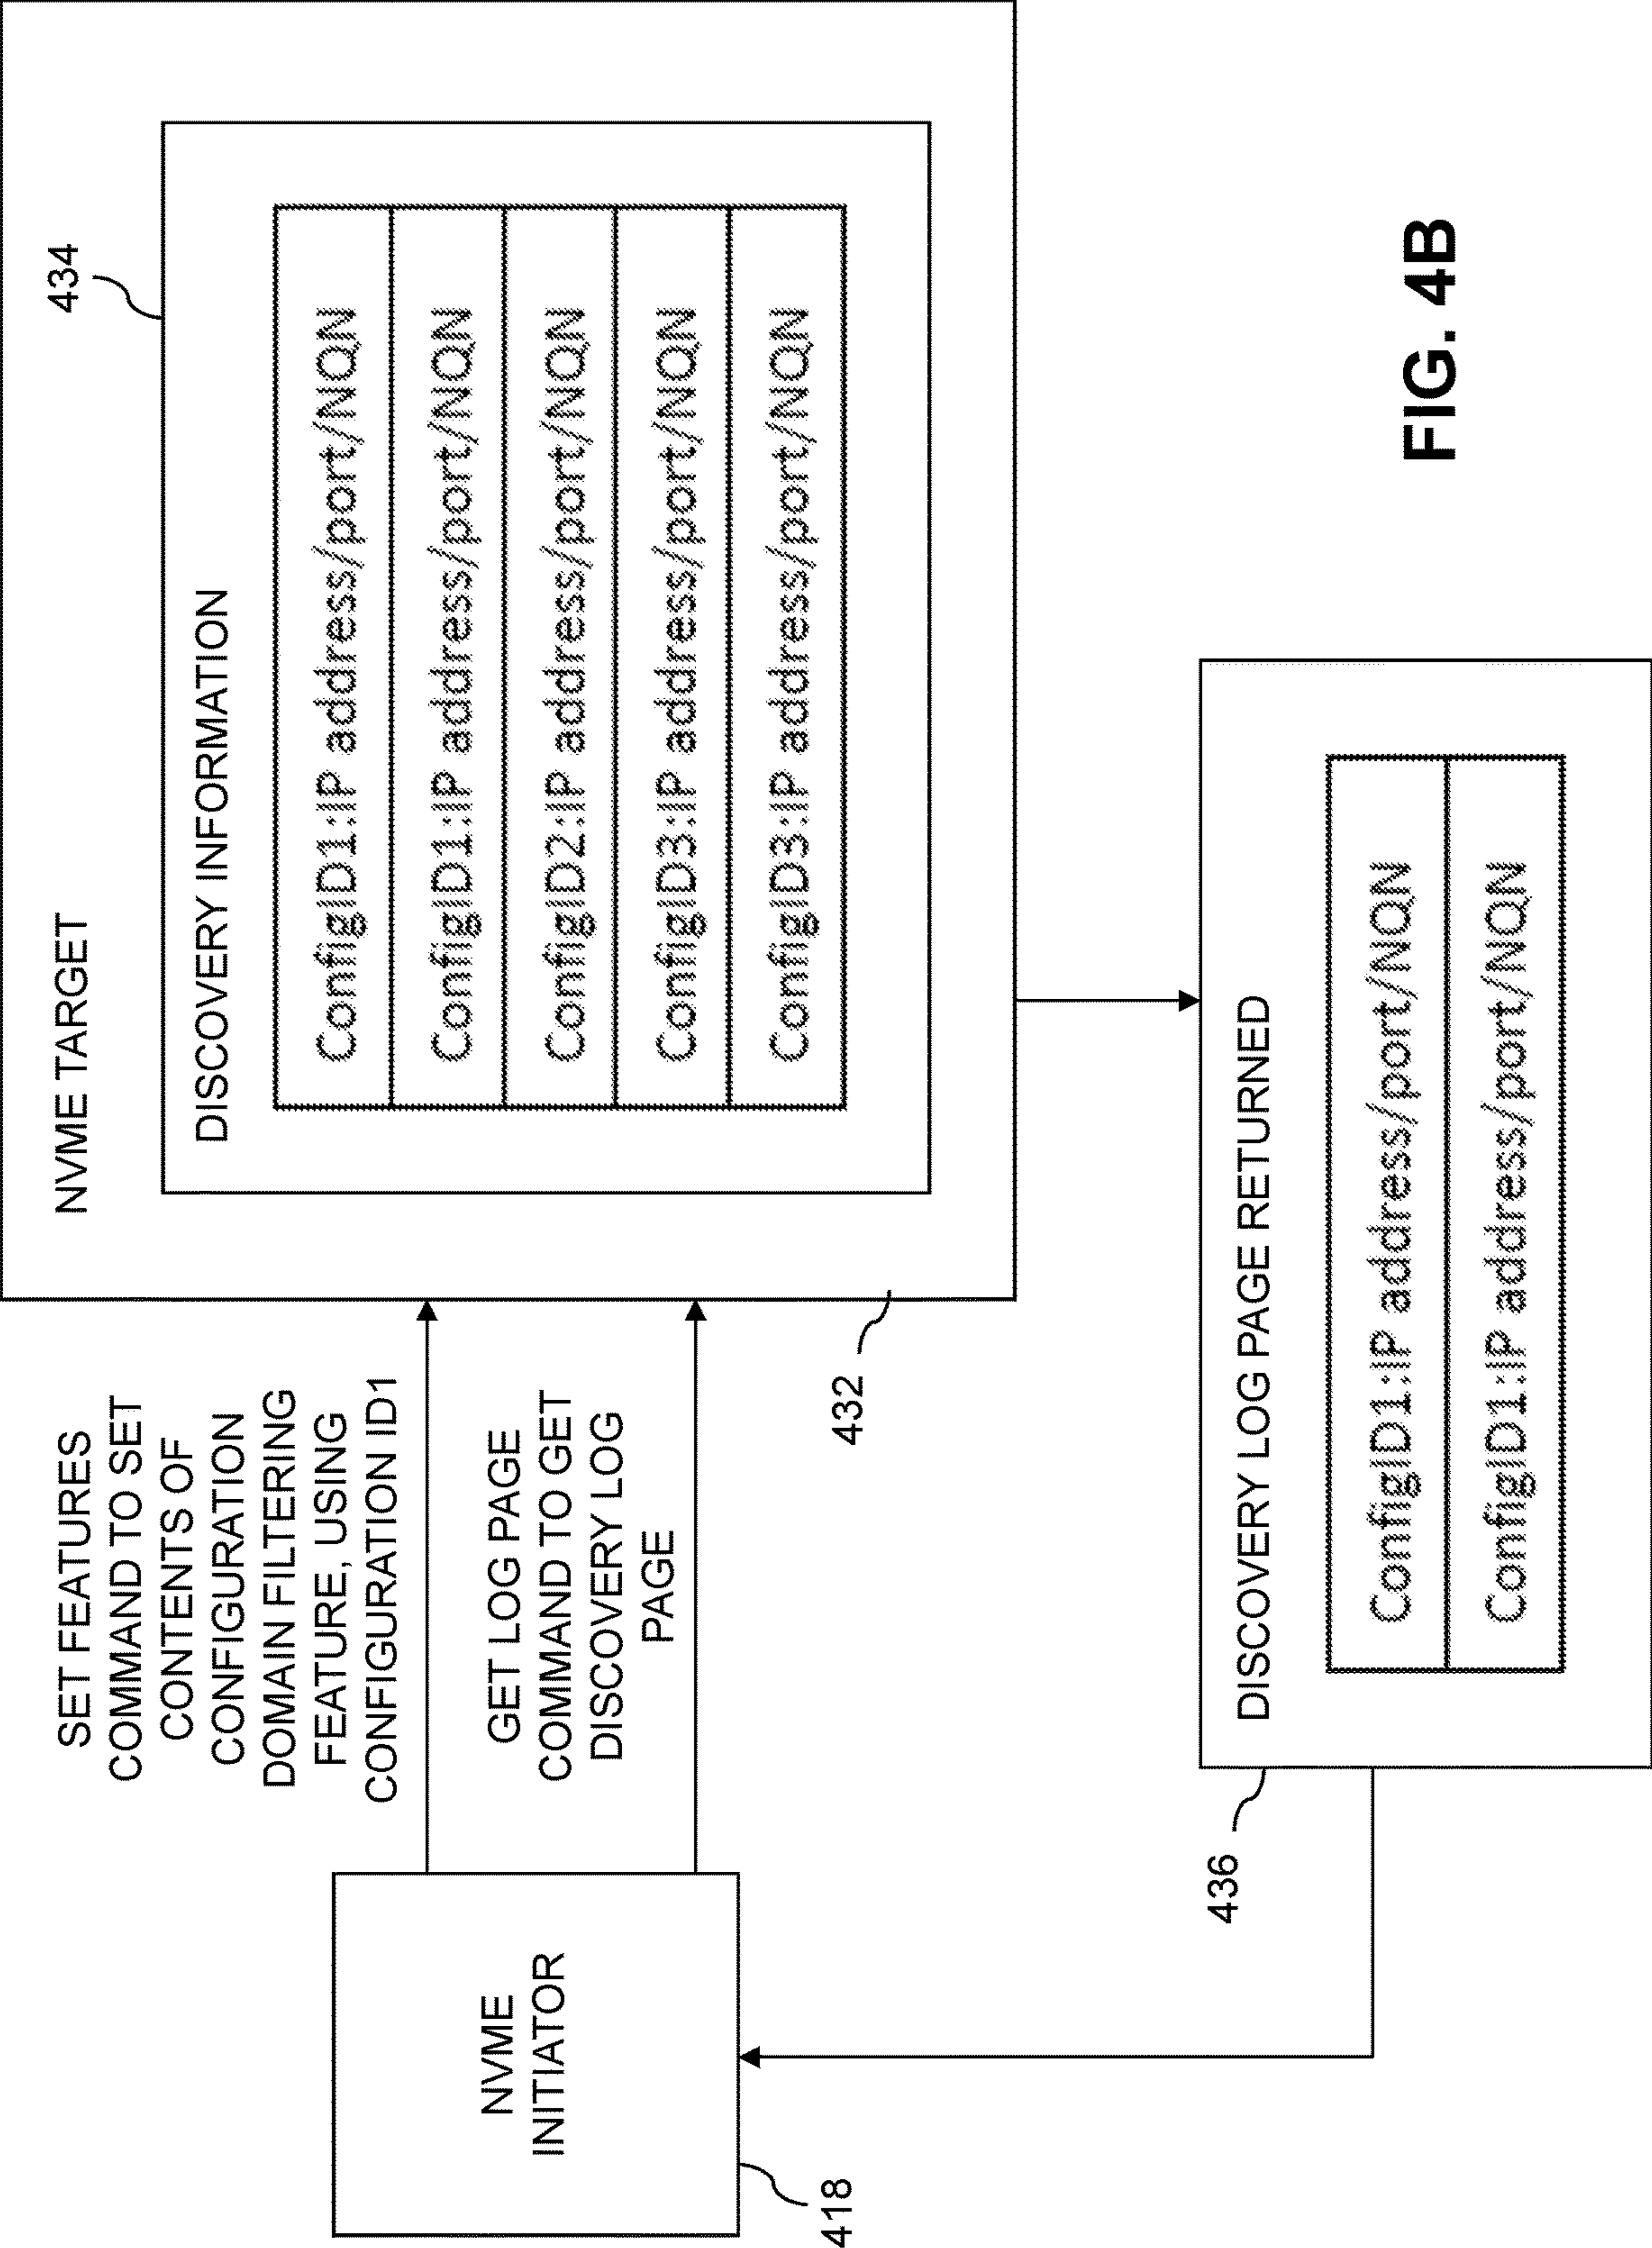 SET FEATURES
COMMAND TO SET
CONTENTS OF
CONFIGURATION
DOMAIN FILTERING
FEATURE, USING
CONFIGURATION ID1
GET LOG PAGE
COMMAND TO GET
DISCOVERY LOG
PAGE
NVME
INITIATOR
418
NVME TARGET
434
DISCOVERY INFORMATION
ConfigID1::IP address/port/NQN
ConfigID1::IP address/port/NQN
ConfigID2::IP address/port/NQN
ConfigID3::IP address/port/NQN
ConfigID3::IP address/port/NQN
432
436
DISCOVERY LOG PAGE RETURNED
ConfigID1::IP address/port/NQN
ConfigID1::IP address/port/NQN
FIG. 4B